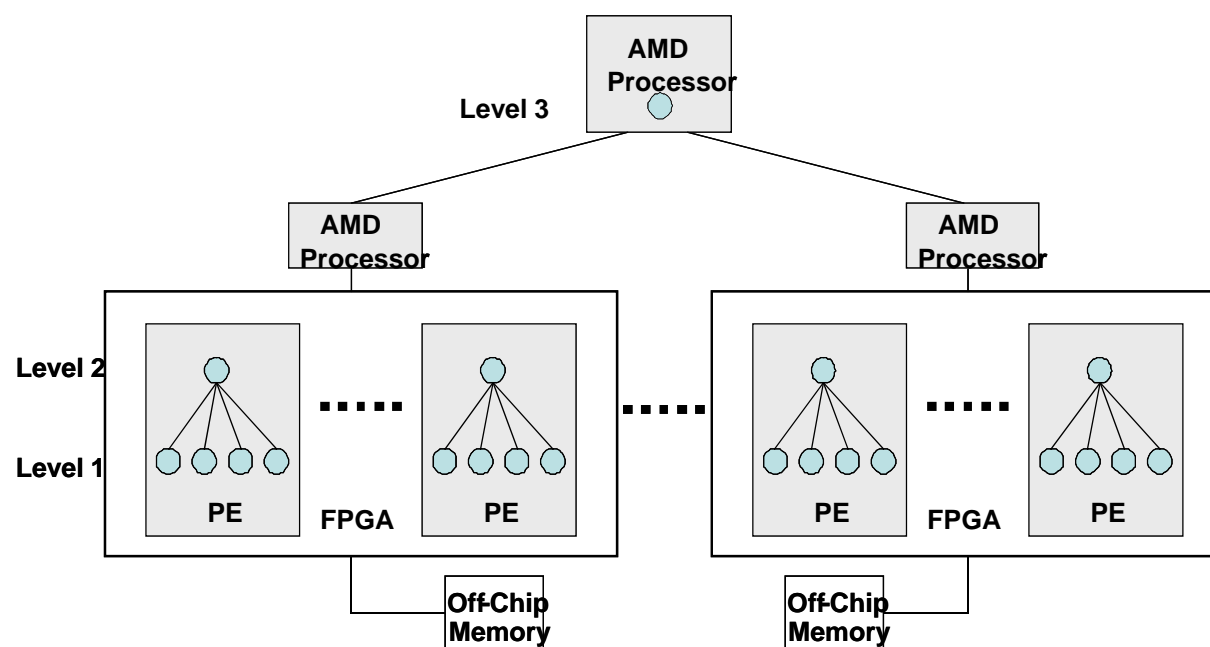 AMD
Processor
Level 3
AMD
Processor
AMD
Processor
Level 2
Level 1
PE
FPGA
PE
PE
FPGA
PE
Off-Chip
Memory
Off-Chip
Memory